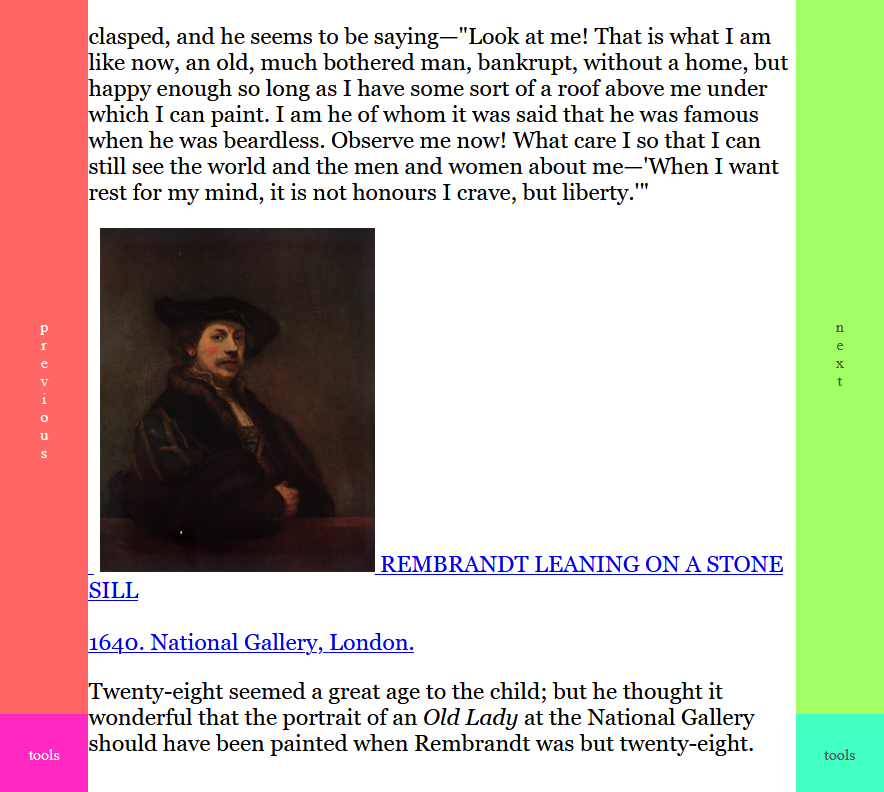 clasped, and he seems to be saying—"Look at me! That is what I am
like now, an old, much bothered man, bankrupt, without a home, but
happy enough so long as I have some sort of a roof above me under
which I can paint. I am he of whom it was said that he was famous
when he was beardless. Observe me now! What care I so that I can
still see the world and the men and women about me—'When I want
rest for my mind, it is not honours I crave, but liberty.'"
previous
next
REMBRANDT LEANING ON A STONE
SILL
1640. National Gallery, London.
Twenty-eight seemed a great age to the child; but he thought it
wonderful that the portrait of an Old Lady at the National Gallery
should have been painted when Rembrandt was but twenty-eight.
tools
tools